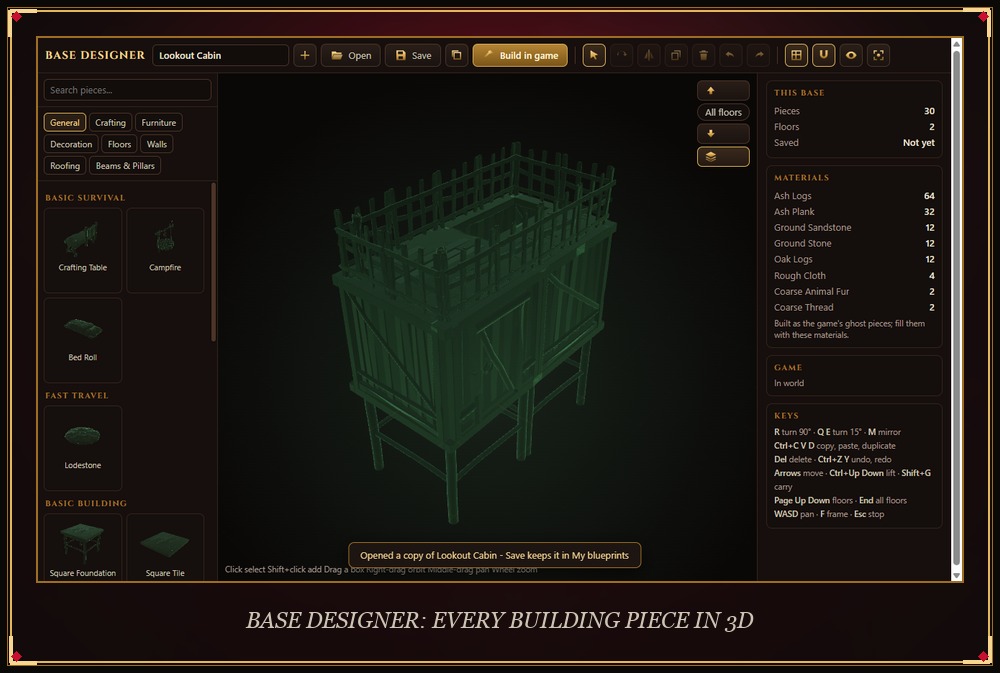 BASE DESIGNER
Lookout Cabin
Open
Save
Build in game
Search pieces...
General
Crafting
Furniture
Decoration
Floors
Walls
Roofing
Beams & Pillars
BASIC SURVIVAL
Crafting Table
Campfire
Bed Roll
FAST TRAVEL
Lodestone
BASIC BUILDING
Square Foundation
Square Tile
All floors
Opened a copy of Lookout Cabin - Save keeps it in My blueprints
Click select Shift+click add Drag a box Right-drag orbit Middle-drag pan Wheel zoom
THIS BASE
Pieces 30
Floors 2
Saved Not yet
MATERIALS
Ash Logs 64
Ash Plank 32
Ground Sandstone 12
Ground Stone 12
Oak Logs 12
Rough Cloth 4
Coarse Animal Fur 2
Coarse Thread 2
Built as the game's ghost pieces; fill them
with these materials.
GAME
In world
KEYS
R turn 90° · Q E turn 15° · M mirror
Ctrl+C V D copy, paste, duplicate
Del delete · Ctrl+Z Y undo, redo
Arrows move · Ctrl+Up Down lift · Shift+G
carry
Page Up Down floors · End all floors
WASD pan · F frame · Esc stop
BASE DESIGNER: EVERY BUILDING PIECE IN 3D